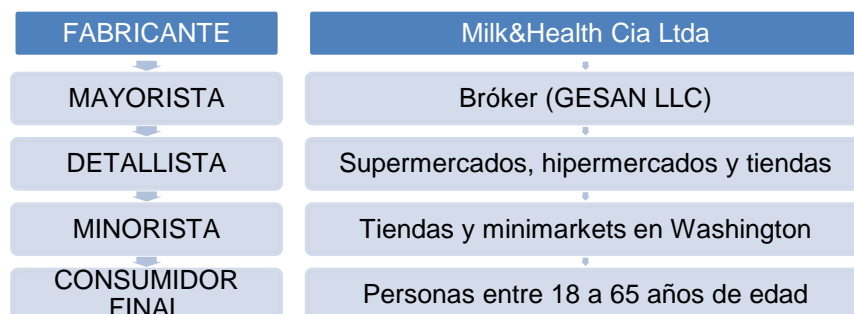 FABRICANTE
Milk&Health Cia Ltda
MAYORISTA
Bróker (GESAN LLC)
DETALLISTA
Supermercados, hipermercados y tiendas
MINORISTA
Tiendas y minimarkets en Washington
CONSUMIDOR
FINAL
Personas entre 18 a 65 años de edad